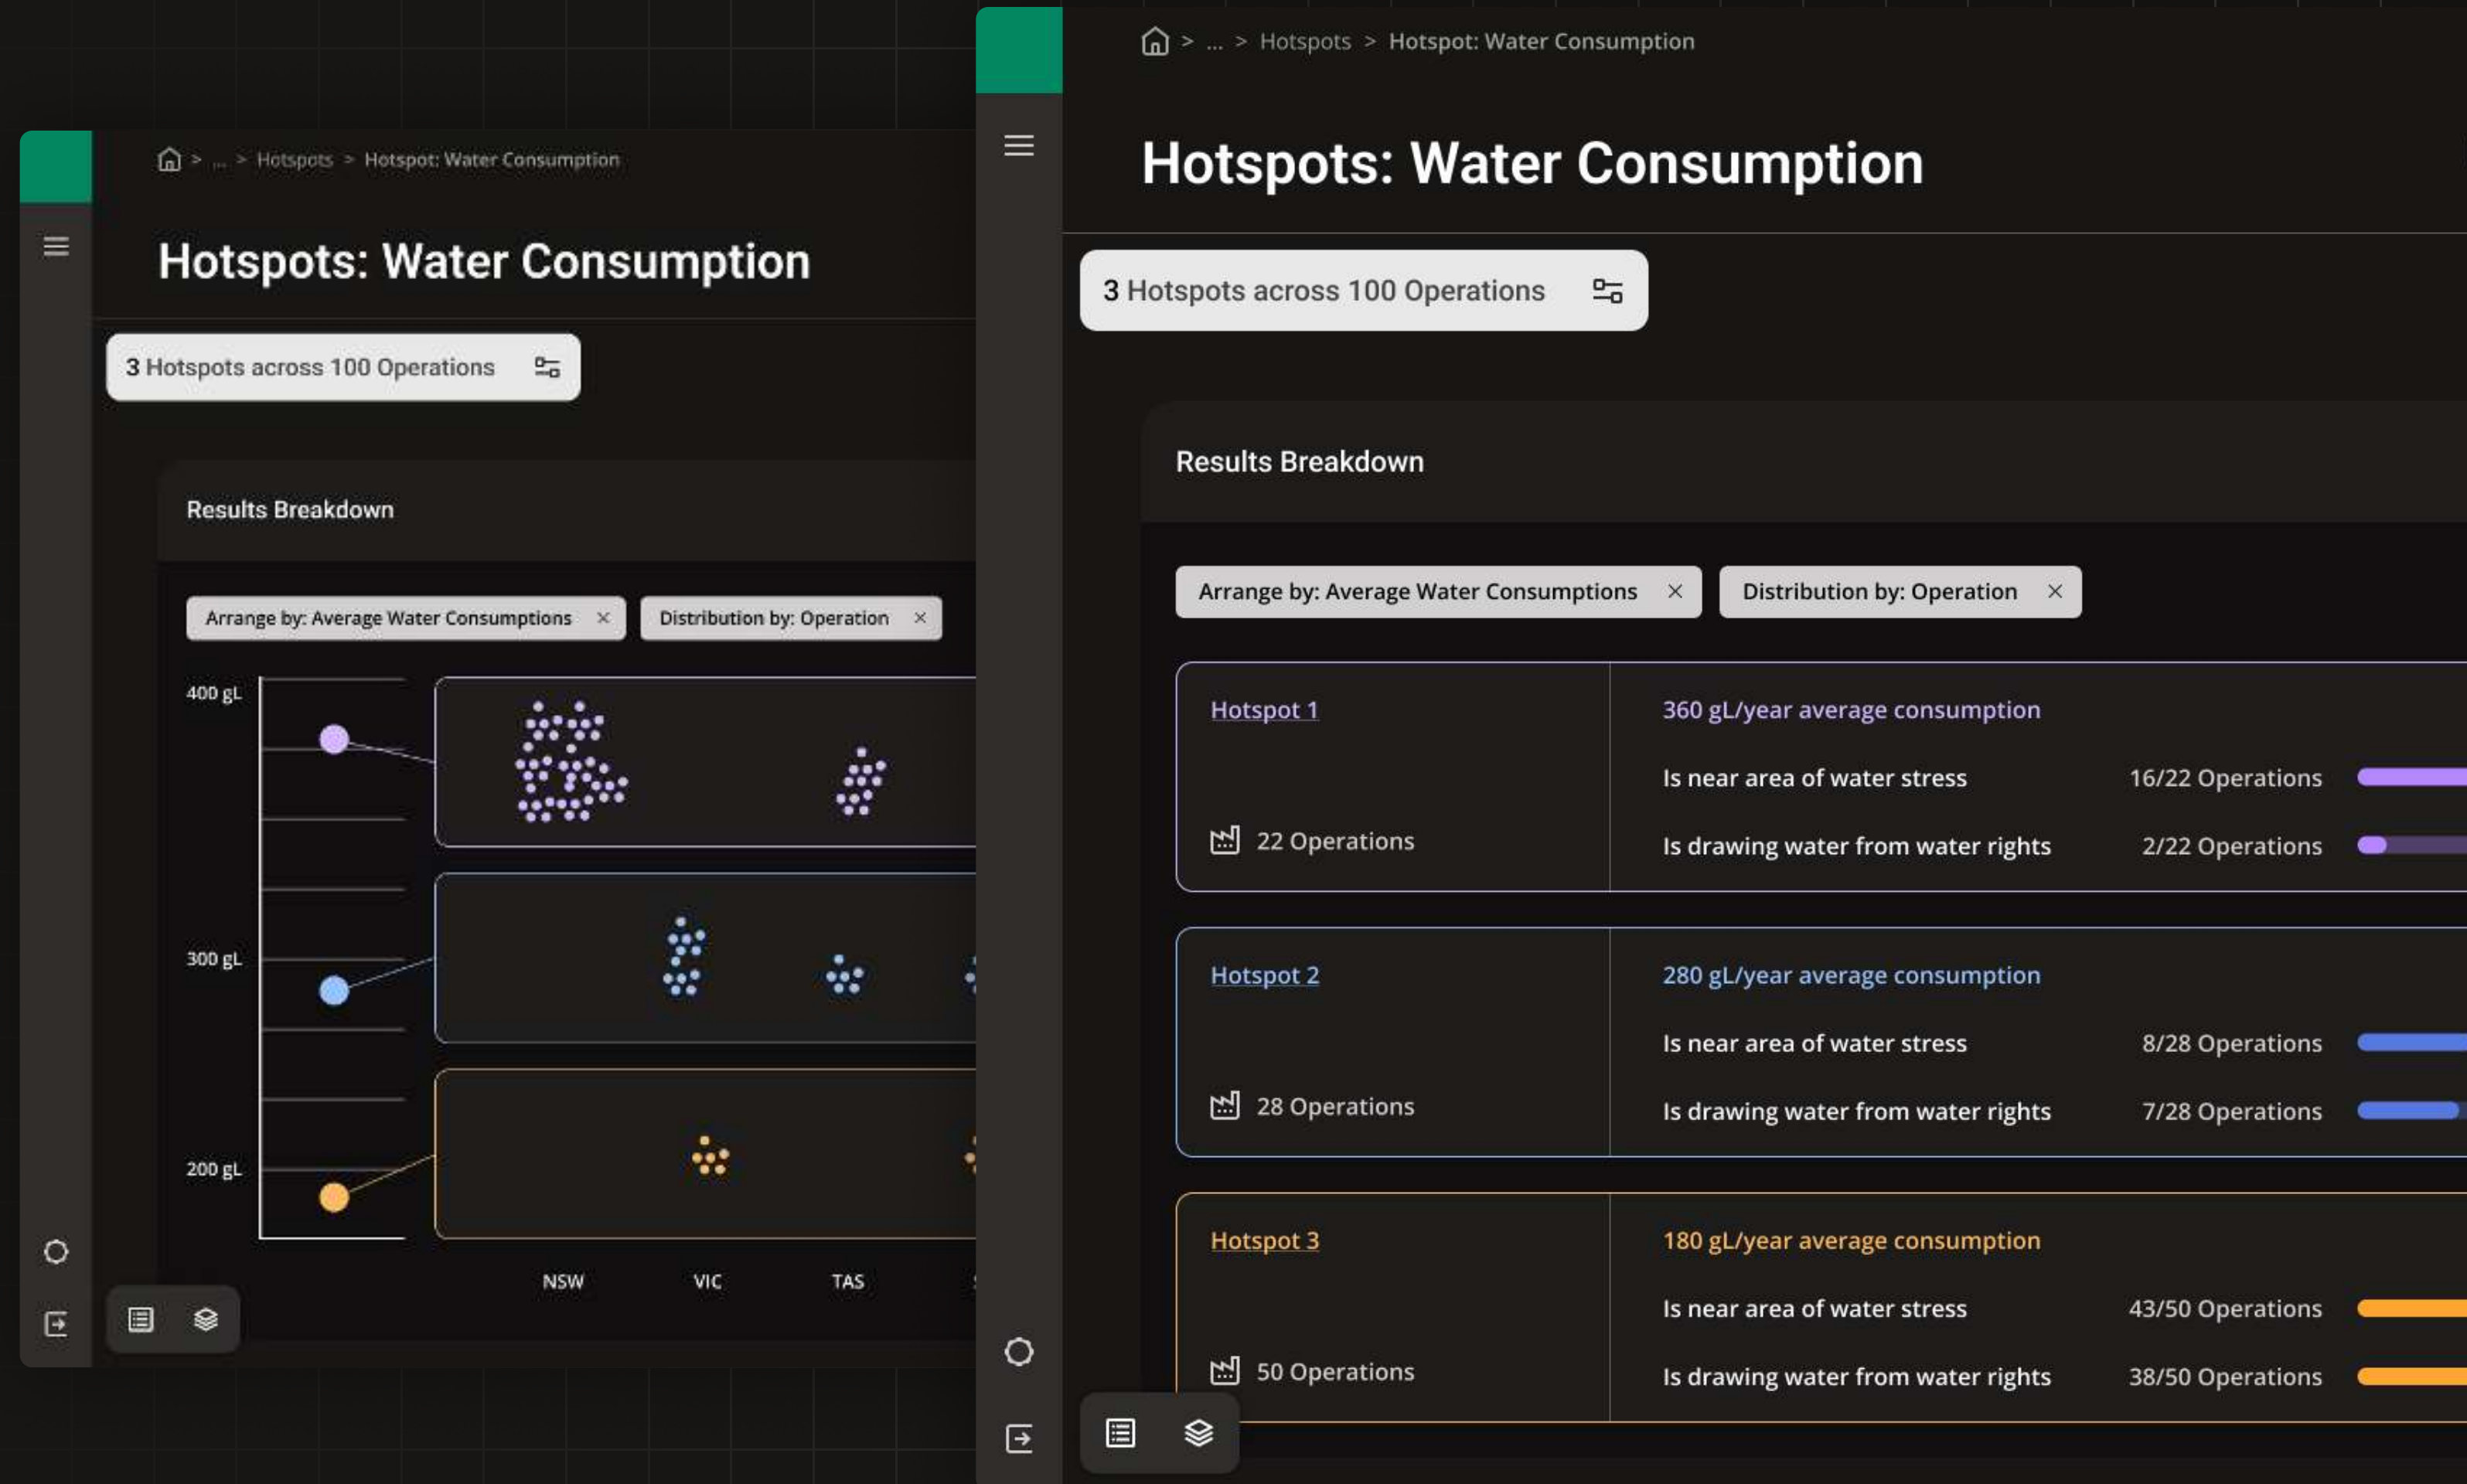 > ... > Hotspots > Hotspot: Water Consumption
Hotspots: Water Consumption
3 Hotspots across 100 Operations
Results Breakdown
Arrange by: Average Water Consumptions × Distribution by: Operation ×
400 gL
300 gL
200 gL
NSW VIC TAS
> ... > Hotspots > Hotspot: Water Consumption
Hotspots: Water Consumption
3 Hotspots across 100 Operations
Results Breakdown
Arrange by: Average Water Consumptions × Distribution by: Operation ×
Hotspot 1
360 gL/year average consumption
Is near area of water stress 16/22 Operations
22 Operations
Is drawing water from water rights 2/22 Operations
Hotspot 2
280 gL/year average consumption
Is near area of water stress 8/28 Operations
28 Operations
Is drawing water from water rights 7/28 Operations
Hotspot 3
180 gL/year average consumption
Is near area of water stress 43/50 Operations
50 Operations
Is drawing water from water rights 38/50 Operations